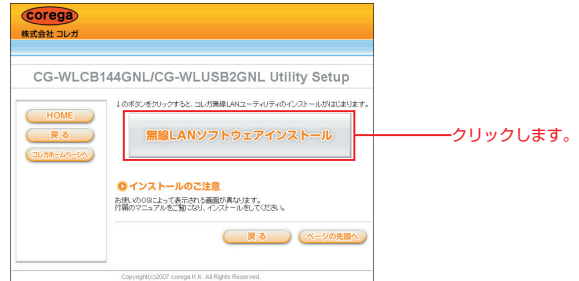 corega
株式会社 コレガ
CG-WLCB144GNL/CG-WLUSB2GNL Utility Setup
HOME
戻 る
コレガホームページへ
↓のボタンをクリックすると、コレガ無線LANユーティリティのインストールがはじまります。
無線LANソフトウェアインストール
クリックします。
インストールのご注意
お使いのOSによって表示される画面が異なります。
付属のマニュアルをご覧になり、インストールをしてください。
戻 る
ページの先頭へ
Copyright(c)2007 corega K.K. All Rights Reserved.